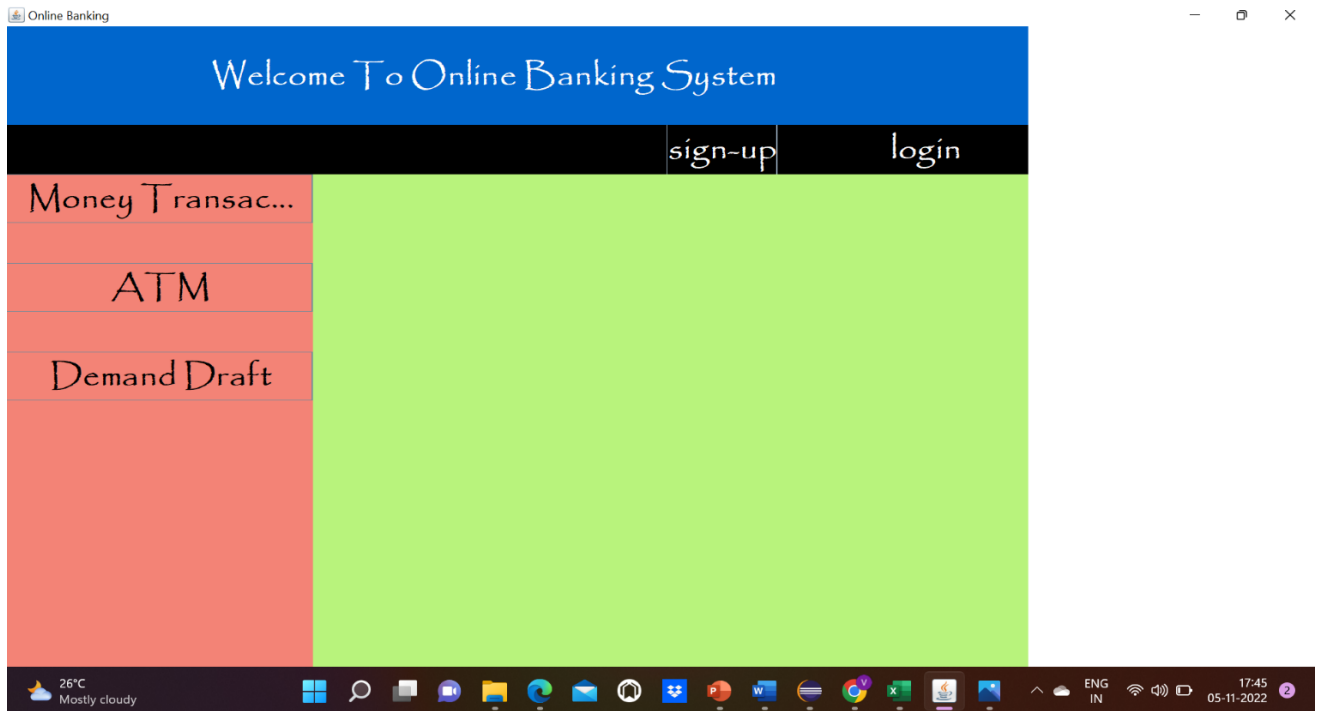 Online Banking
Welcome To Online Banking System
sign-up login
Money Transac...
ATM
Demand Draft
26°C
Mostly cloudy
ENG
IN
17:45
05-11-2022
2